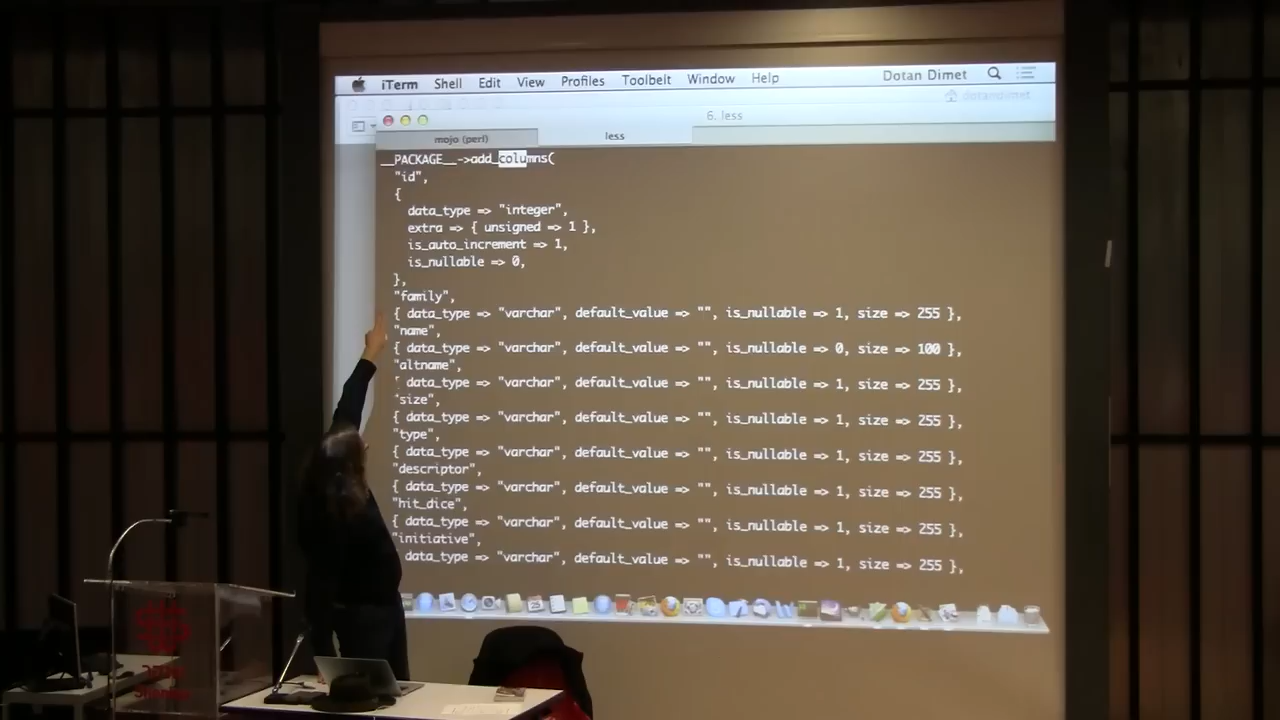 iTerm Shell Edit View Profiles Toolbelt Window Help Dotan Dimet
dotandimet
6. less
mojo (perl) less
__PACKAGE__->add_columns(
"id",
{
data_type => "integer",
extra => { unsigned => 1 },
is_auto_increment => 1,
is_nullable => 0,
},
"family",
{ data_type => "varchar", default_value => "", is_nullable => 1, size => 255 },
"name",
{ data_type => "varchar", default_value => "", is_nullable => 0, size => 100 },
"altname",
{ data_type => "varchar", default_value => "", is_nullable => 1, size => 255 },
"size",
{ data_type => "varchar", default_value => "", is_nullable => 1, size => 255 },
"type",
{ data_type => "varchar", default_value => "", is_nullable => 1, size => 255 },
"descriptor",
{ data_type => "varchar", default_value => "", is_nullable => 1, size => 255 },
"hit_dice",
{ data_type => "varchar", default_value => "", is_nullable => 1, size => 255 },
"initiative",
data_type => "varchar", default_value => "", is_nullable => 1, size => 255 },
שנקר
Shenkar